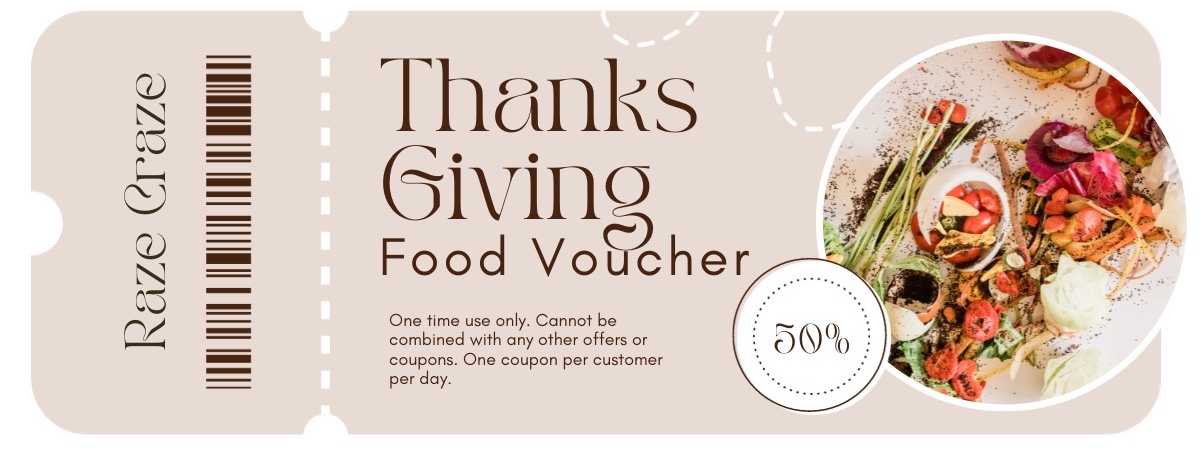 Raze Craze
Thanks
Giving
Food Voucher
One time use only. Cannot be
combined with any other offers or
coupons. One coupon per customer
per day.
50%